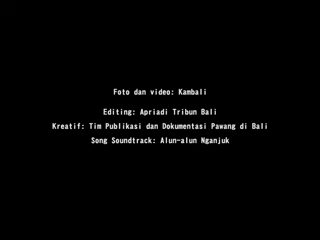 Foto dan video: Kambali
Editing: Apriadi Tribun Bali
Kreatif: Tim Publikasi dan Dokumentasi Pawang di Bali
Song Soundtrack: Alun-alun Nganjuk